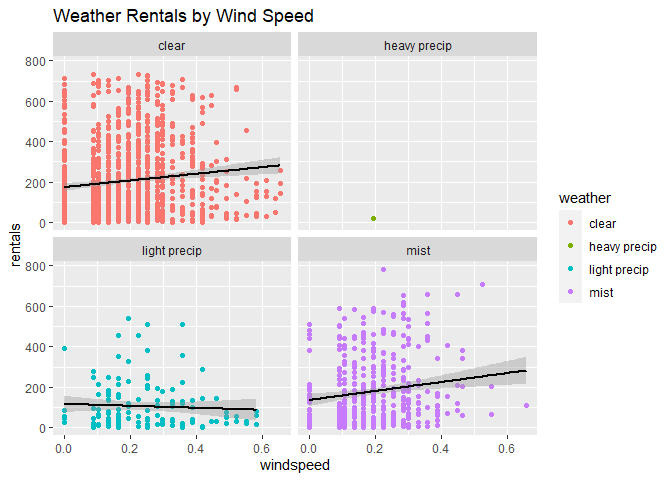 Weather Rentals by Wind Speed
clear
heavy precip
800
600
400
200
0
light precip
mist
800
600
400
200
0
rentals
0.0 0.2 0.4 0.6
0.0 0.2 0.4 0.6
windspeed
weather
clear
heavy precip
light precip
mist